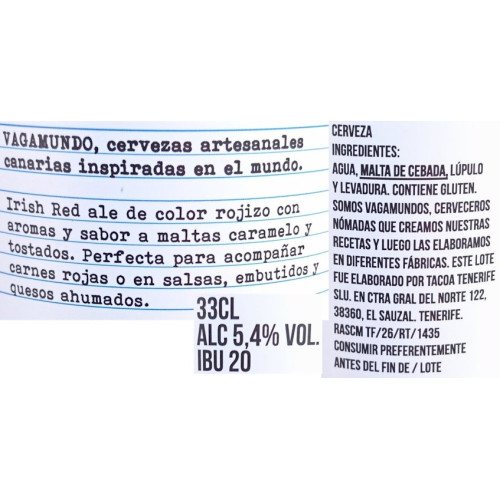 VAGAMUNDO, cervezas artesanales
canarias inspiradas en el mundo.
Irish Red ale de color rojizo con
aromas y sabor a maltas caramelo y
tostados. Perfecta para acompañar
carnes rojas o en salsas, embutidos y
quesos ahumados.
33CL
ALC 5,4% VOL.
IBU 20
CERVEZA
INGREDIENTES:
AGUA, MALTA DE CEBADA, LÚPULO
Y LEVADURA. CONTIENE GLUTEN.
SOMOS VAGAMUNDOS, CERVECEROS
NÓMADAS QUE CREAMOS NUESTRAS
RECETAS Y LUEGO LAS ELABORAMOS
EN DIFERENTES FÁBRICAS. ESTE LOTE
FUE ELABORADO POR TACOA TENERIFE
SLU. EN CTRA GRAL DEL NORTE 122,
38360, EL SAUZAL. TENERIFE.
RASCM TF/26/RT/1435
CONSUMIR PREFERENTEMENTE
ANTES DEL FIN DE / LOTE